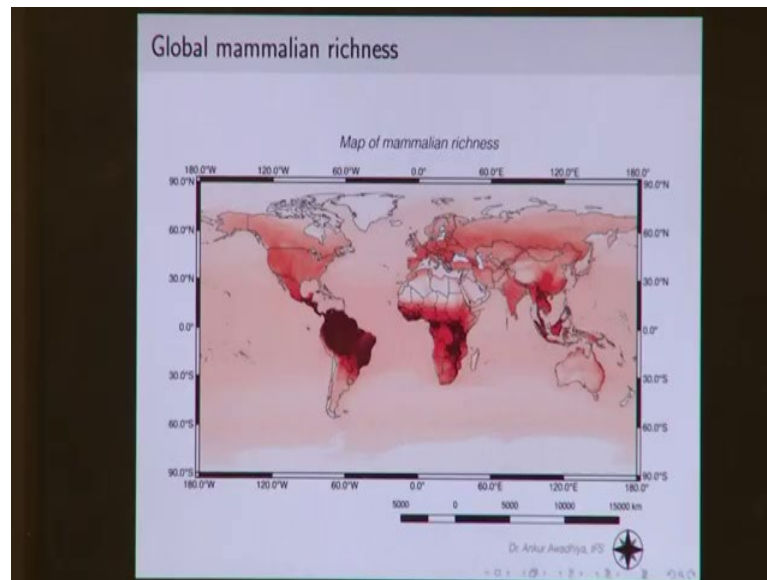 Global mammalian richness
Map of mammalian richness
180.0°W 120.0°W 60.0°W 0.0° 60.0°E 120.0°E 180.0°
90.0°N 90.0°N
60.0°N 60.0°N
30.0°N 30.0°N
0.0° 0.0°
30.0°S 30.0°S
60.0°S 60.0°S
90.0°S 90.0°S
180.0°W 120.0°W 60.0°W 0.0° 60.0°E 120.0°E 180.0°
5000 0 5000 10000 15000 km
Dr. Ankur Awadhiya, IFS